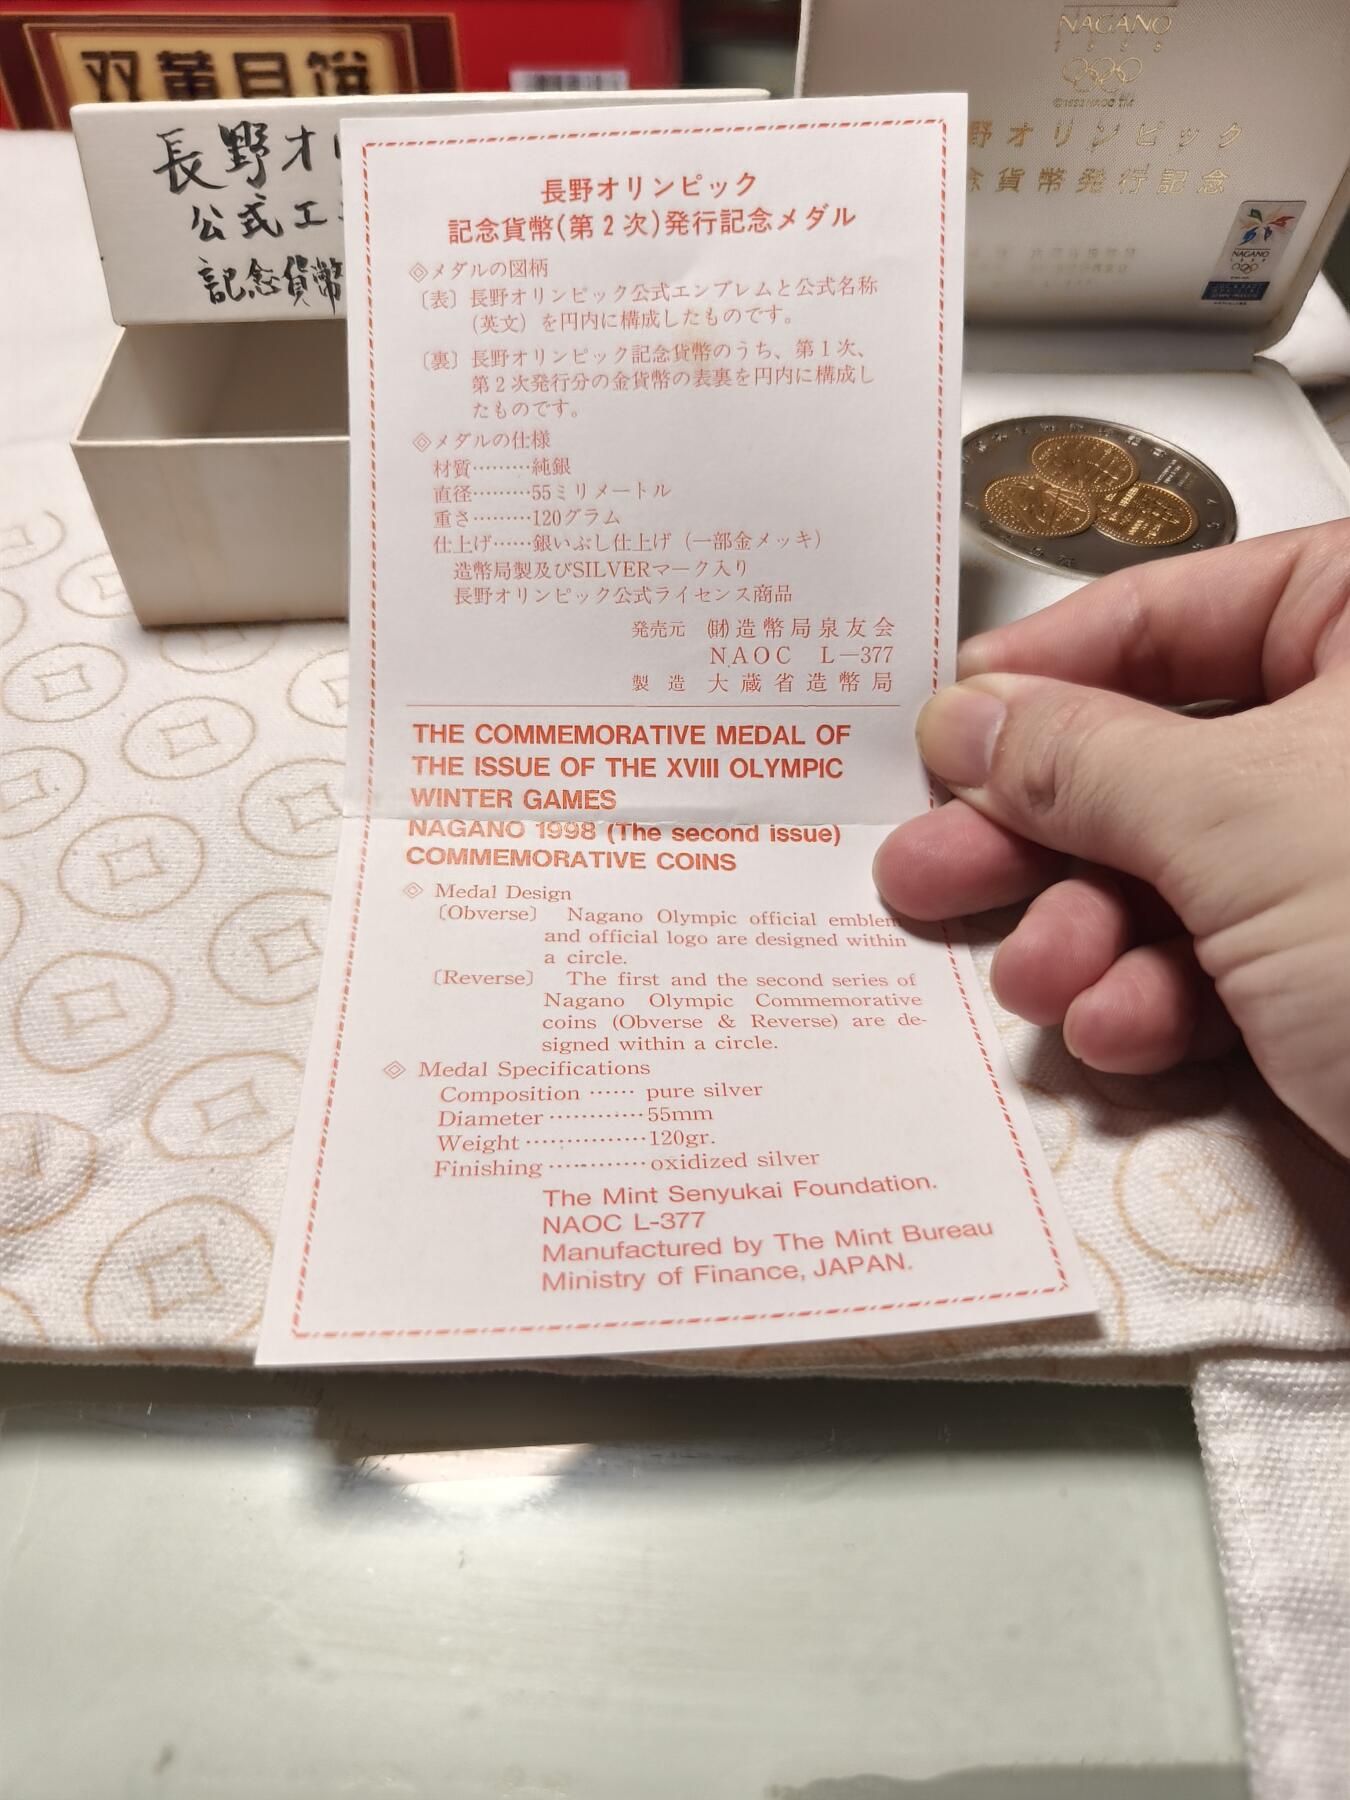 双黄月饼
長野オリ
公式エ
記念貨幣
NAGANO
1998
野オリンピック
念貨幣発行記念
NAGANO
長野オリンピック
記念貨幣(第2次)発行記念メダル
◇メダルの図柄
〔表〕長野オリンピック公式エンブレムと公式名称
(英文)を円内に構成したものです。
〔裏〕長野オリンピック記念貨幣のうち、第1次、
第2次発行分の金貨幣の表裏を円内に構成し
たものです。
◇メダルの仕様
材質………純銀
直径………55ミリメートル
重さ………120グラム
仕上げ……銀いぶし仕上げ(一部金メッキ)
造幣局製及びSILVERマーク入り
長野オリンピック公式ライセンス商品
発売元 ㈶造幣局泉友会
NAOC L—377
製造 大蔵省造幣局
THE COMMEMORATIVE MEDAL OF
THE ISSUE OF THE XVIII OLYMPIC
WINTER GAMES
NAGANO 1998 (The second issue)
COMMEMORATIVE COINS
◇ Medal Design
〔Obverse〕 Nagano Olympic official emblem
and official logo are designed within
a circle.
〔Reverse〕 The first and the second series of
Nagano Olympic Commemorative
coins (Obverse & Reverse) are de-
signed within a circle.
◇ Medal Specifications
Composition …… pure silver
Diameter …………55mm
Weight ……………120gr.
Finishing …………oxidized silver
The Mint Senyukai Foundation.
NAOC L-377
Manufactured by The Mint Bureau
Ministry of Finance, JAPAN.